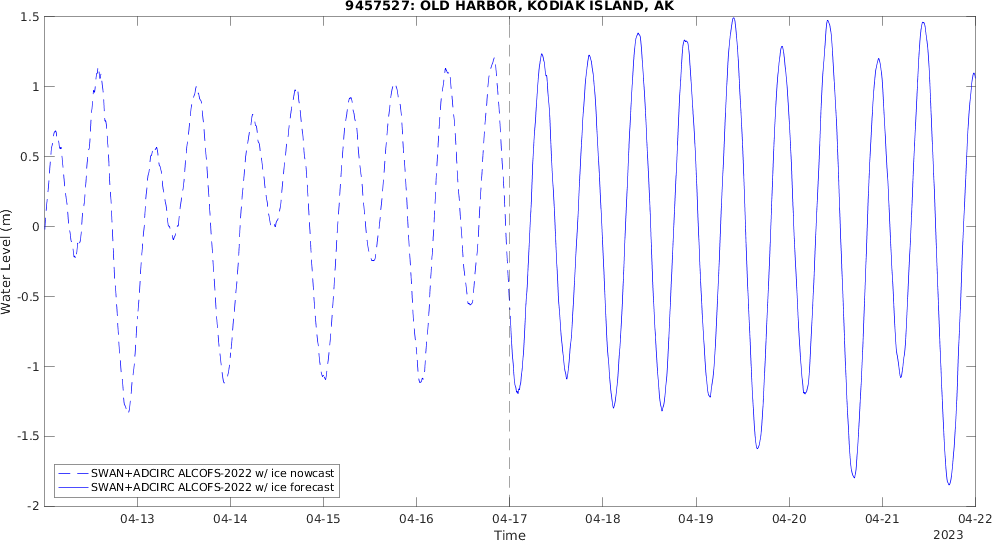 9457527: OLD HARBOR, KODIAK ISLAND, AK
Water Level (m)
1.5
1
0.5
0
-0.5
-1
-1.5
-2
SWAN+ADCIRC ALCOFS-2022 w/ ice nowcast
SWAN+ADCIRC ALCOFS-2022 w/ ice forecast
04-13 04-14 04-15 04-16 04-17 04-18 04-19 04-20 04-21 04-22
Time
2023